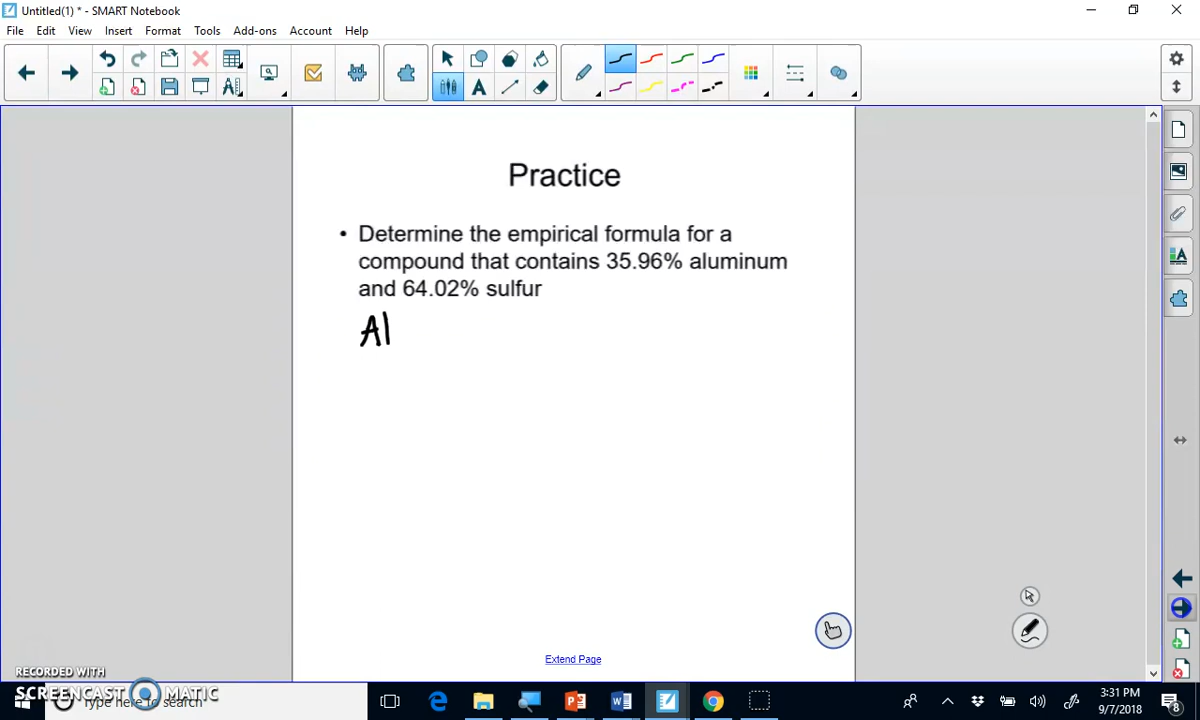 Untitled(1) * - SMART Notebook
File Edit View Insert Format Tools Add-ons Account Help
Practice
• Determine the empirical formula for a
compound that contains 35.96% aluminum
and 64.02% sulfur
Al
Extend Page
RECORDED WITH
SCREENCAST MATIC
Type here to search
3:31 PM
9/7/2018
8